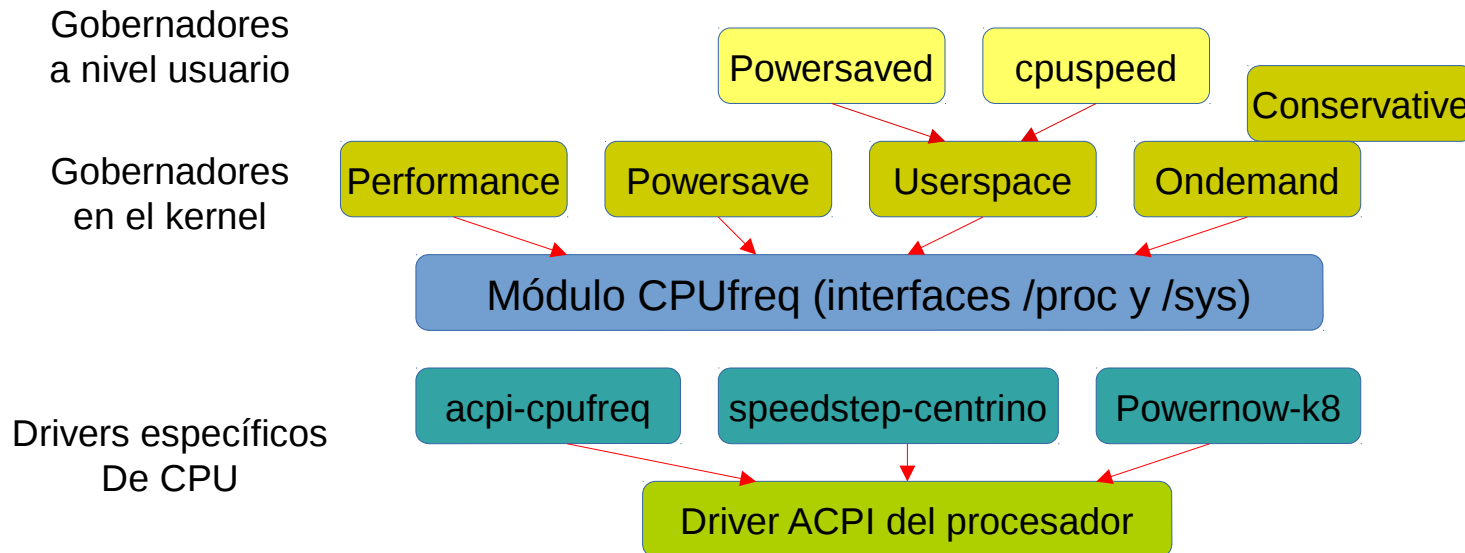 Gobernadores
a nivel usuario
Powersaved
cpuspeed
Conservative
Gobernadores
en el kernel
Performance
Powersave
Userspace
Ondemand
Módulo CPUfreq (interfaces /proc y /sys)
Drivers específicos
De CPU
acpi-cpufreq
speedstep-centrino
Powernow-k8
Driver ACPI del procesador